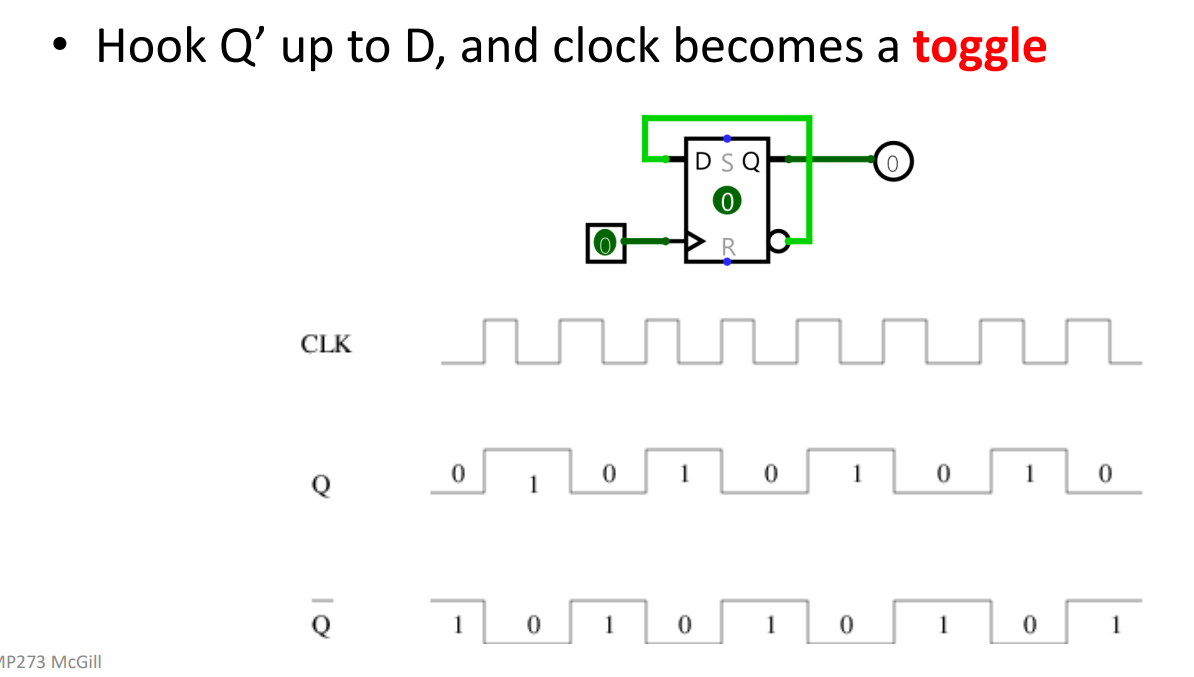 • Hook Q’ up to D, and clock becomes a toggle
D S Q
0
0
0
R
CLK
Q
0 1 0 1 0 1 0 1 0
Q
1 0 1 0 1 0 1 0 1
MP273 McGill